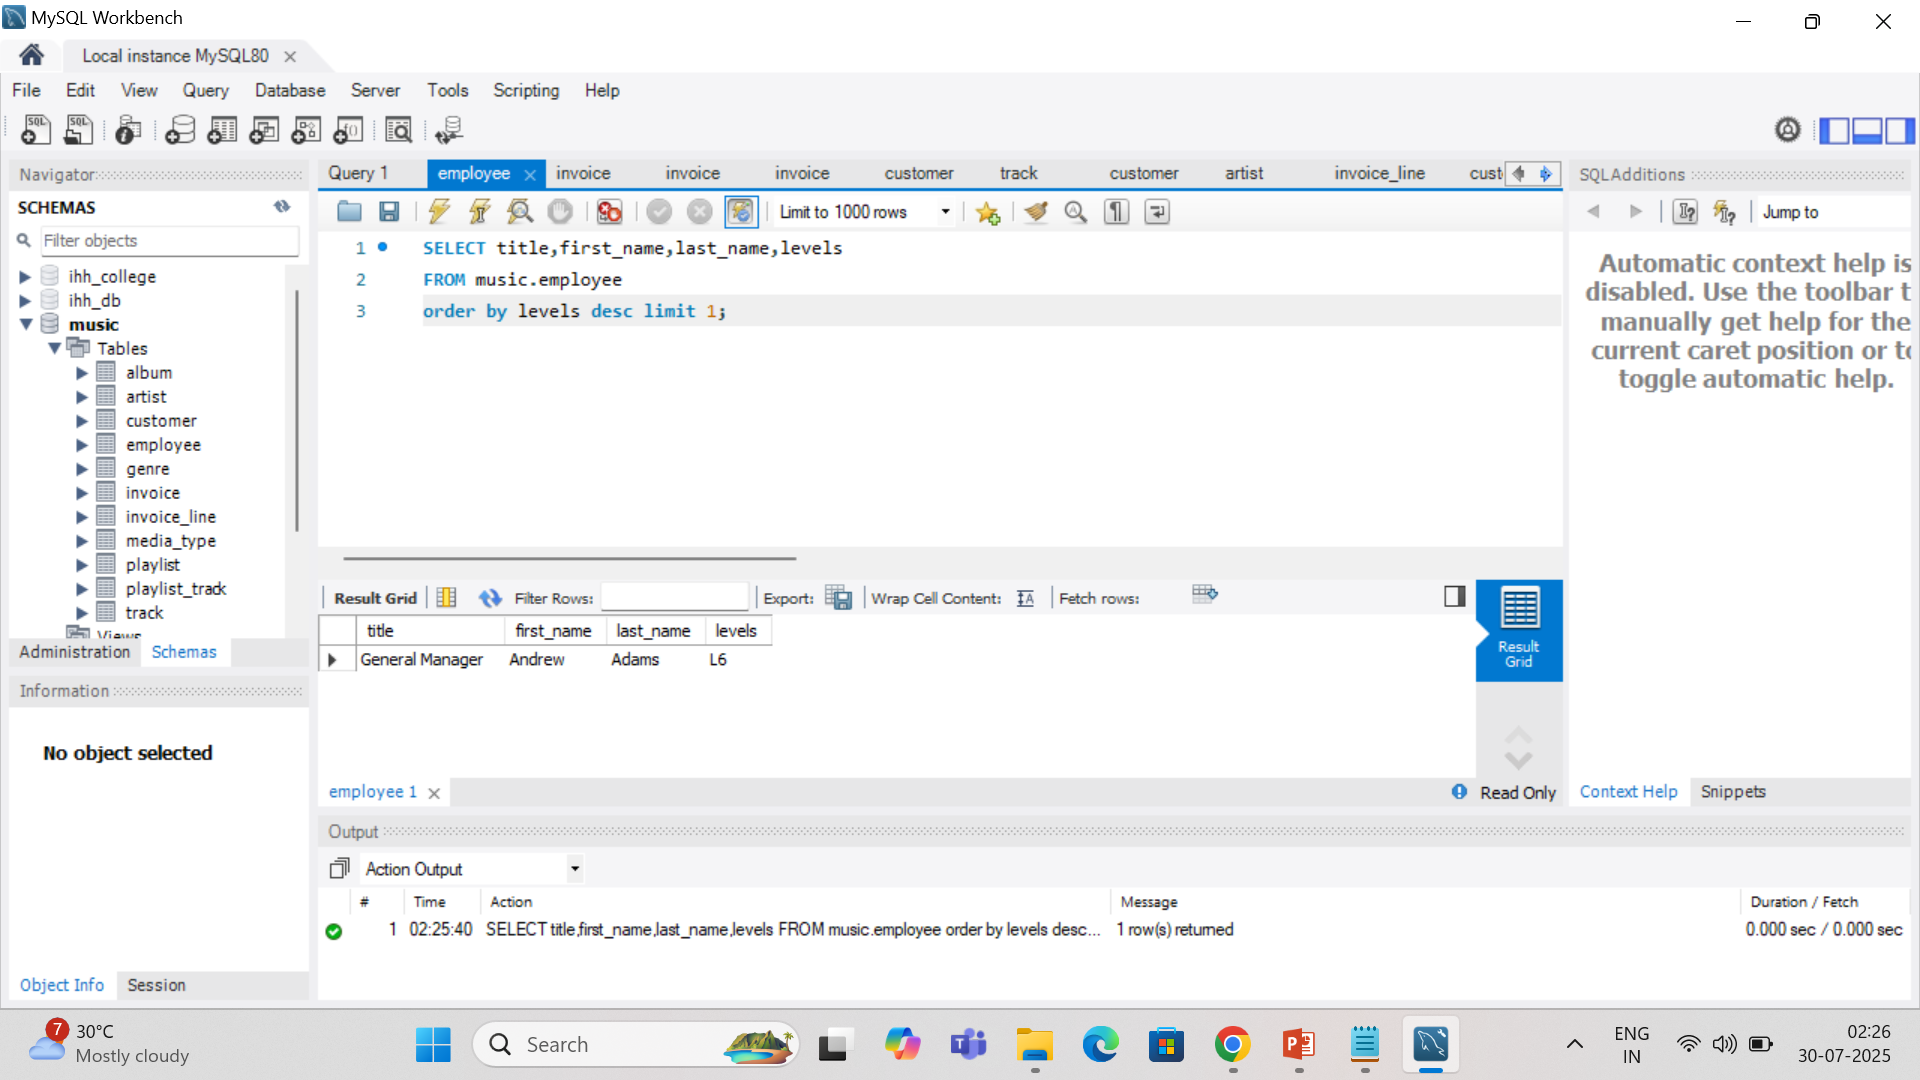 MySQL Workbench
Local instance MySQL80
File Edit View Query Database Server Tools Scripting Help
Navigator
SCHEMAS
Filter objects
ihh_college
ihh_db
music
Tables
album
artist
customer
employee
genre
invoice
invoice_line
media_type
playlist
playlist_track
track
Views
Administration Schemas
Information
No object selected
Object Info Session
Query 1 employee invoice invoice invoice customer track customer artist invoice_line cust
Limit to 1000 rows
1 SELECT title,first_name,last_name,levels
2 FROM music.employee
3 order by levels desc limit 1;
Result Grid Filter Rows: Export: Wrap Cell Content: Fetch rows:
title first_name last_name levels
General Manager Andrew Adams L6
Result
Grid
employee 1 Read Only
SQLAdditions
Jump to
Automatic context help is
disabled. Use the toolbar t
manually get help for the
current caret position or to
toggle automatic help.
Context Help Snippets
Output
Action Output
# Time Action Message Duration / Fetch
1 02:25:40 SELECT title,first_name,last_name,levels FROM music.employee order by levels desc... 1 row(s) returned 0.000 sec / 0.000 sec
7
30°C
Mostly cloudy
Search
ENG
IN
02:26
30-07-2025